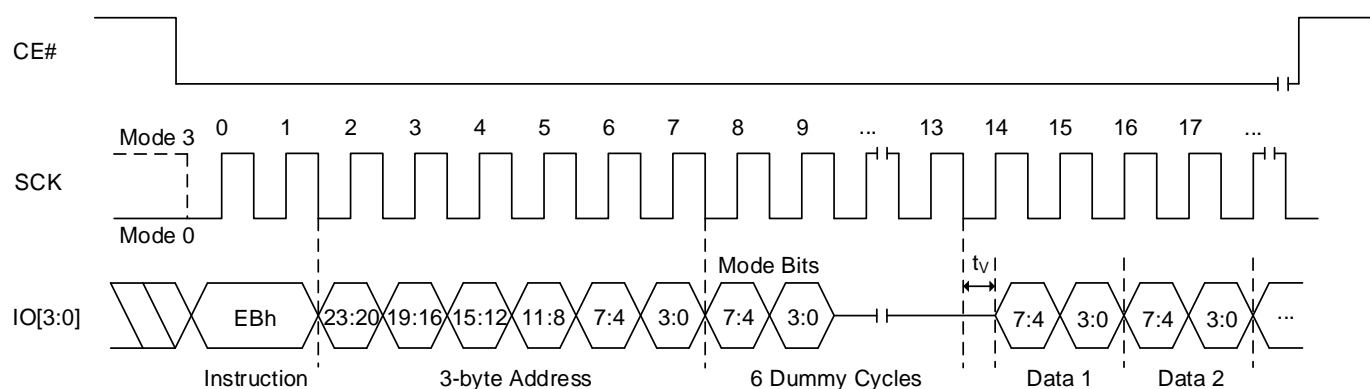 CE#
0 1 2 3 4 5 6 7 8 9 ... 13 14 15 16 17 ...
Mode 3
SCK
Mode 0
Mode Bits
tV
IO[3:0]
EBh 23:20 19:16 15:12 11:8 7:4 3:0 7:4 3:0 7:4 3:0 7:4 3:0 ...
Instruction 3-byte Address 6 Dummy Cycles Data 1 Data 2